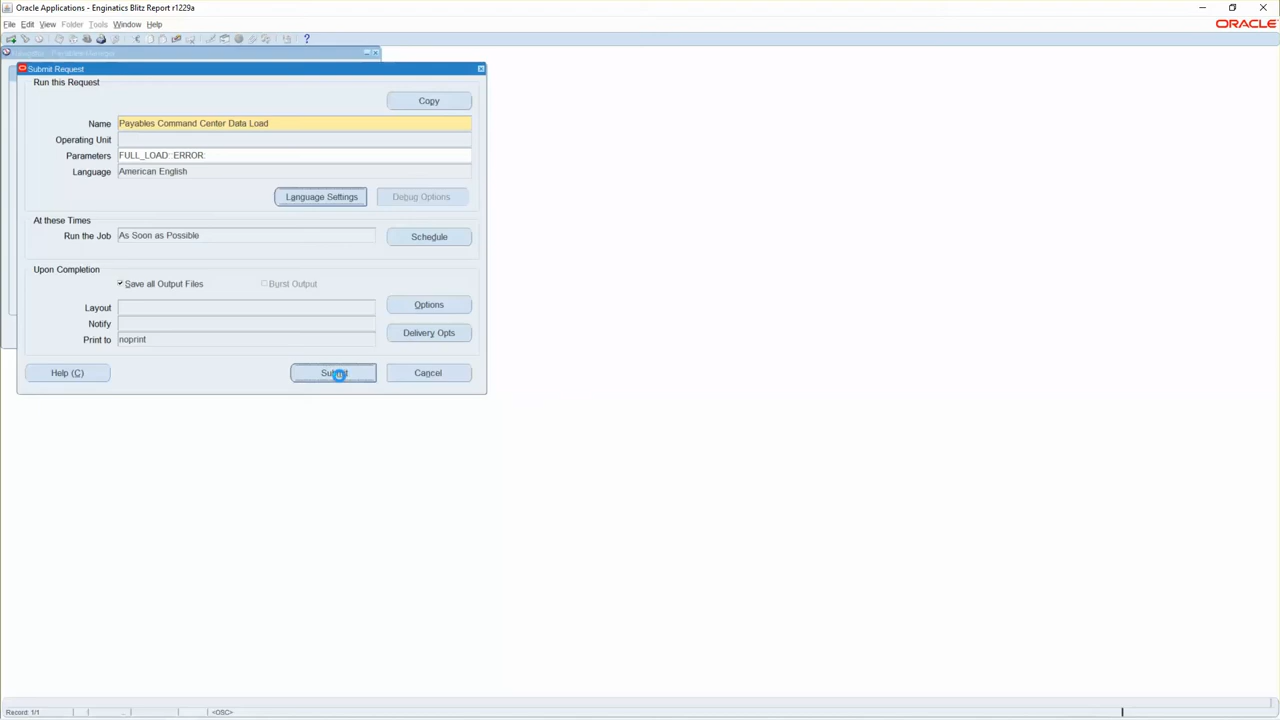 Oracle Applications - Enginatics Blitz Report r1229a
File Edit View Folder Tools Window Help
ORACLE
Submit Request
Run this Request
Copy
Name Payables Command Center Data Load
Operating Unit
Parameters FULL_LOAD::ERROR:
Language American English
Language Settings Debug Options
At these Times
Run the Job As Soon as Possible Schedule
Upon Completion
Save all Output Files Burst Output
Layout Options
Notify
Print to noprint Delivery Opts
Help (C) Submit Cancel
Record: 1/1 <OSC>